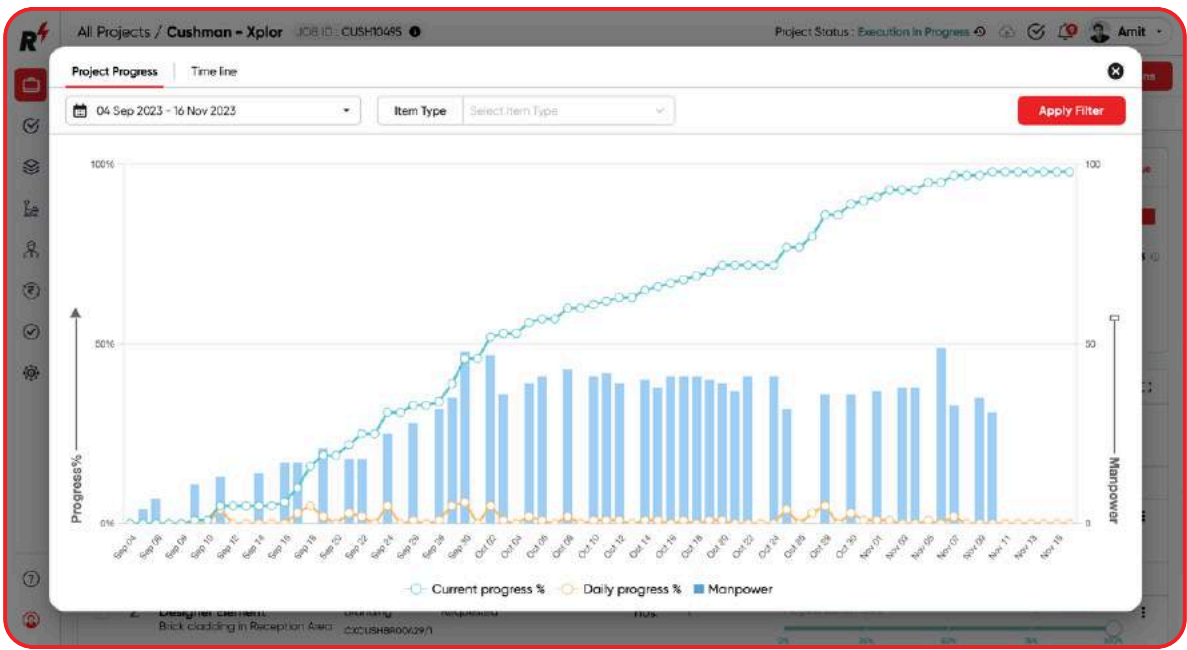 R
All Projects / Cushman - Xplor JOB ID : CUSH10495
Project Status : Execution In Progress
Amit
Project Progress
Time line
04 Sep 2023 - 16 Nov 2023
Item Type
Select Item Type
Apply Filter
100%
50%
0%
Progress%
100
50
0
Manpower
Sep 04 Sep 06 Sep 08 Sep 10 Sep 12 Sep 14 Sep 16 Sep 18 Sep 20 Sep 22 Sep 24 Sep 26 Sep 28 Sep 30 Oct 02 Oct 04 Oct 06 Oct 08 Oct 10 Oct 12 Oct 14 Oct 16 Oct 18 Oct 20 Oct 22 Oct 24 Oct 26 Oct 28 Oct 30 Nov 01 Nov 03 Nov 05 Nov 07 Nov 09 Nov 11 Nov 13 Nov 15
Current progress % Daily progress % Manpower
2. Designer element
Requested
Brick cladding in Reception Area
0%
100%